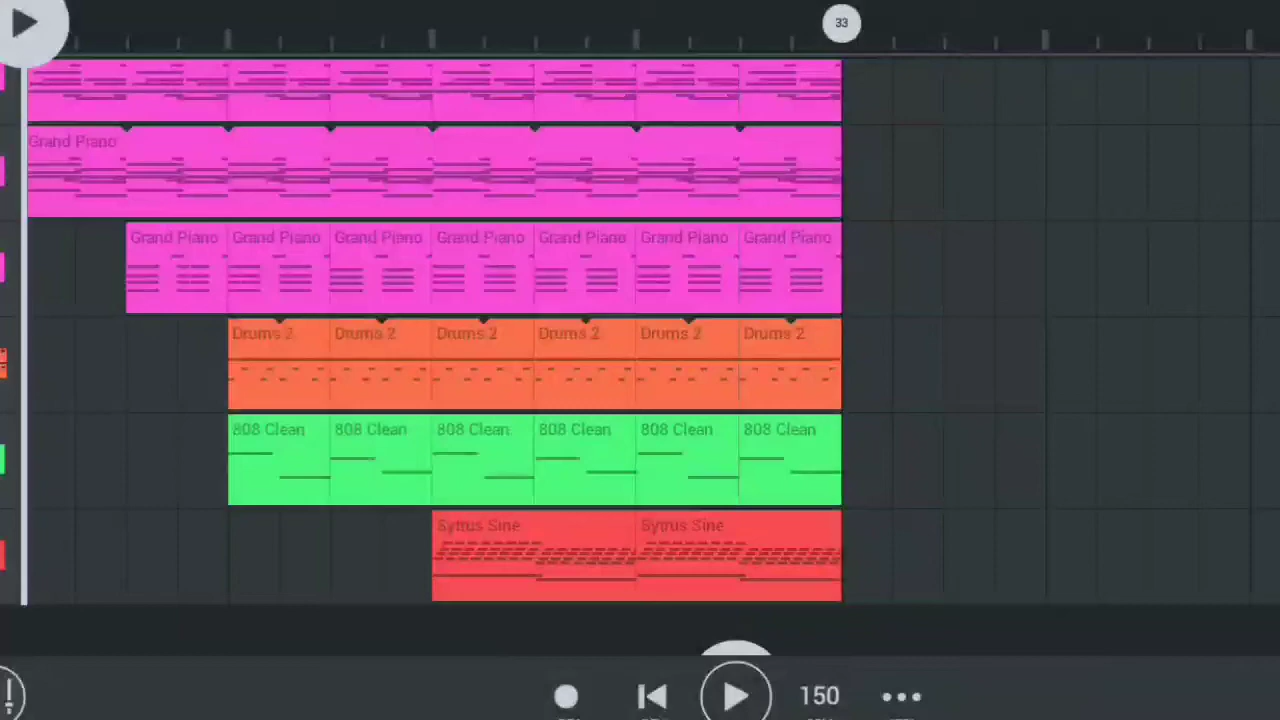 33
Grand Piano
Grand Piano Grand Piano Grand Piano Grand Piano Grand Piano Grand Piano Grand Piano
Drums 2 Drums 2 Drums 2 Drums 2 Drums 2 Drums 2
808 Clean 808 Clean 808 Clean 808 Clean 808 Clean 808 Clean
Sytrus Sine Sytrus Sine
150